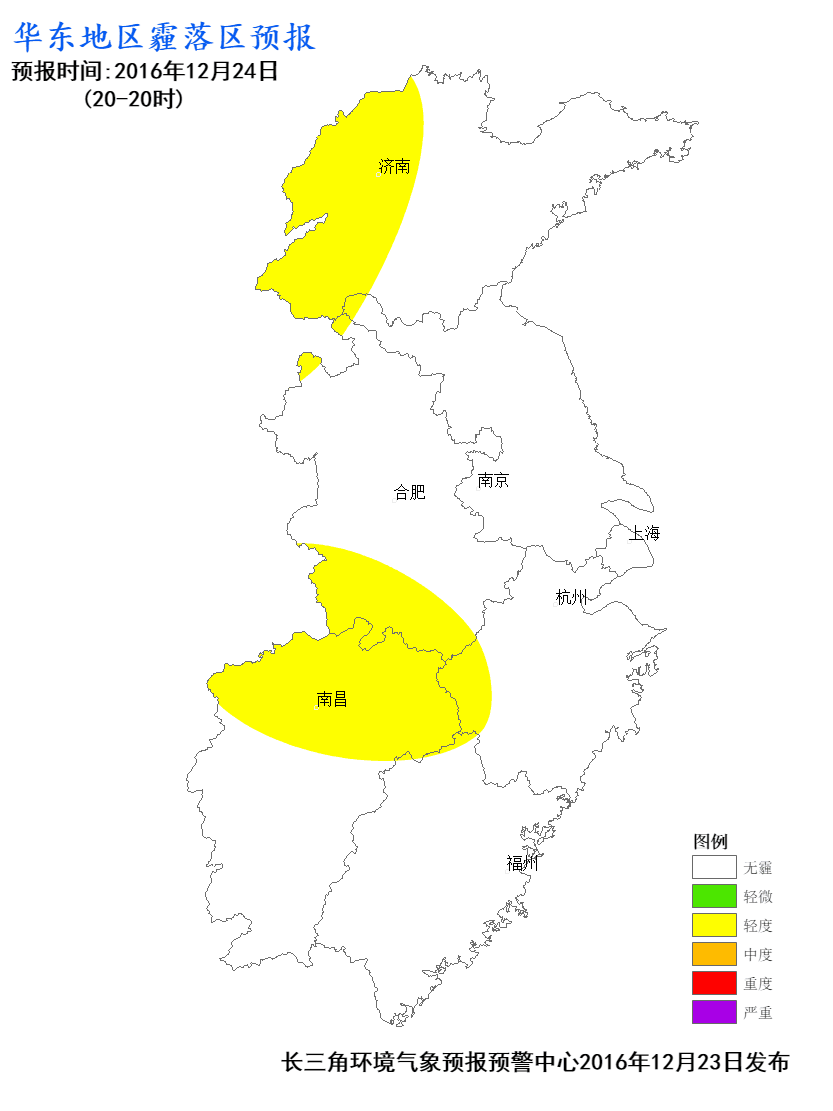 华东地区霾落区预报
预报时间:2016年12月24日
(20-20时)
济南
合肥
南京
上海
杭州
南昌
福州
图例
无霾
轻微
轻度
中度
重度
严重
长三角环境气象预报预警中心2016年12月23日发布